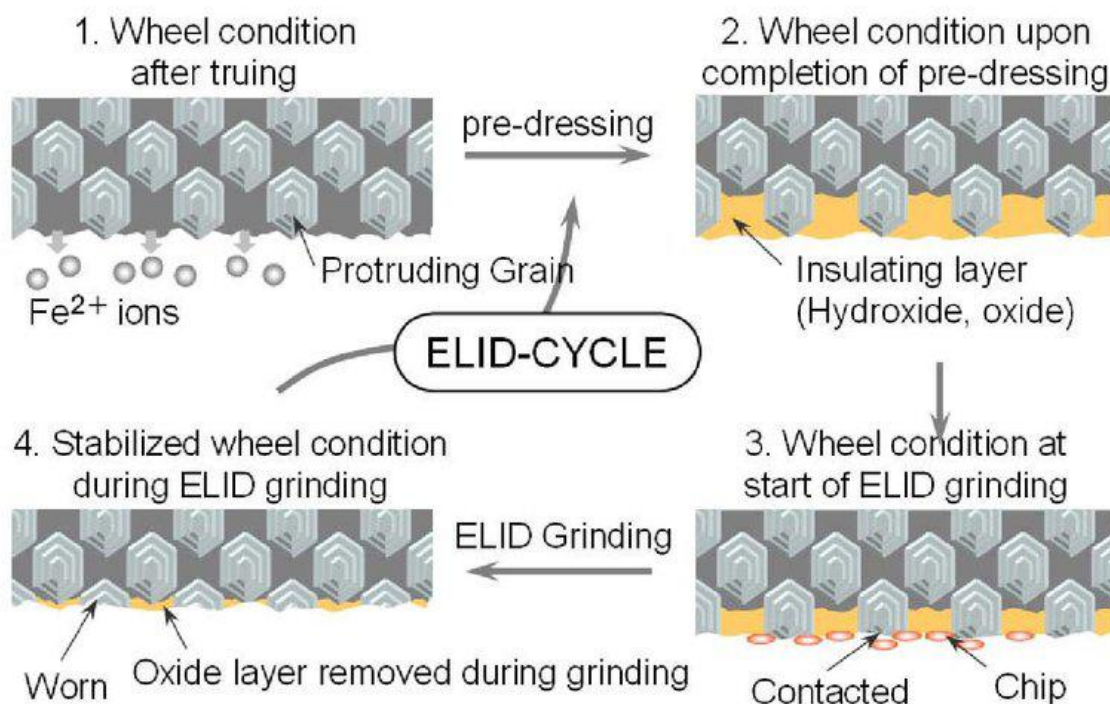 1. Wheel condition
after truing
pre-dressing
2. Wheel condition upon
completion of pre-dressing
Protruding Grain
Fe2+ ions
Insulating layer
(Hydroxide, oxide)
ELID-CYCLE
4. Stabilized wheel condition
during ELID grinding
ELID Grinding
3. Wheel condition at
start of ELID grinding
Worn
Oxide layer removed during grinding
Contacted
Chip